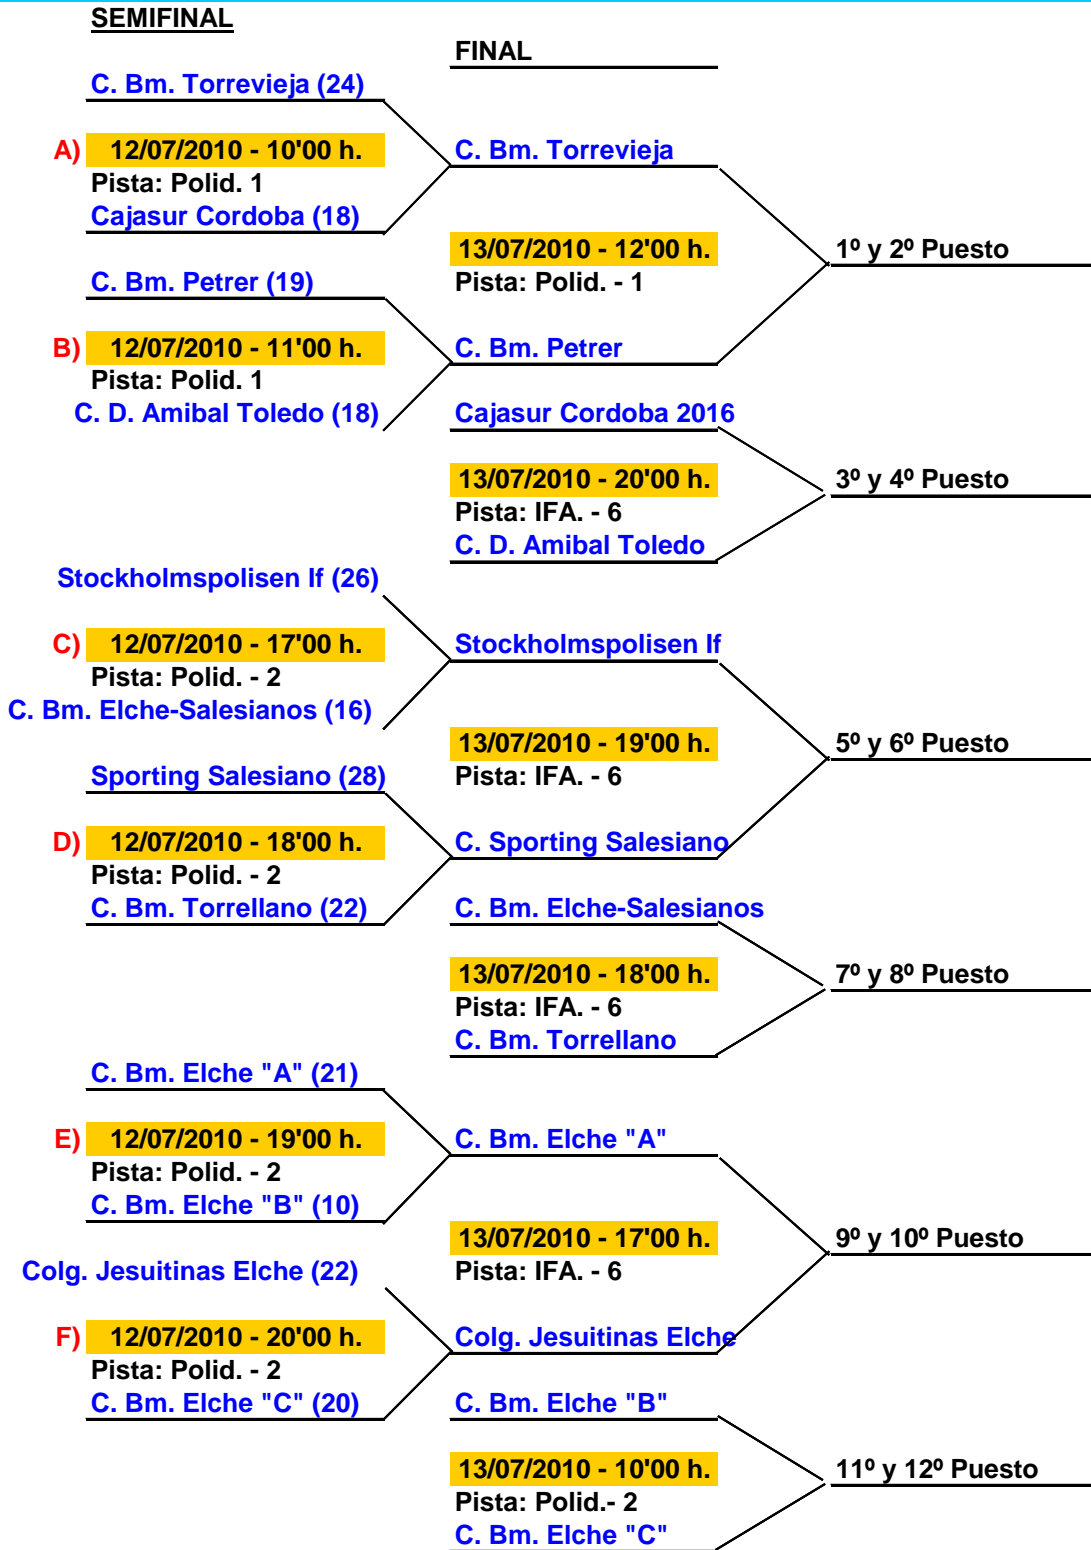 SEMIFINAL
FINAL
C. Bm. Torrevieja (24)
A) 12/07/2010 - 10'00 h.
C. Bm. Torrevieja
Pista: Polid. 1
Cajasur Cordoba (18)
13/07/2010 - 12'00 h.
1º y 2º Puesto
C. Bm. Petrer (19)
Pista: Polid. - 1
B) 12/07/2010 - 11'00 h.
C. Bm. Petrer
Pista: Polid. 1
C. D. Amibal Toledo (18)
Cajasur Cordoba 2016
13/07/2010 - 20'00 h.
3º y 4º Puesto
Pista: IFA. - 6
C. D. Amibal Toledo
Stockholmspolisen If (26)
C) 12/07/2010 - 17'00 h.
Stockholmspolisen If
Pista: Polid. - 2
C. Bm. Elche-Salesianos (16)
13/07/2010 - 19'00 h.
5º y 6º Puesto
Sporting Salesiano (28)
Pista: IFA. - 6
D) 12/07/2010 - 18'00 h.
C. Sporting Salesiano
Pista: Polid. - 2
C. Bm. Torrellano (22)
C. Bm. Elche-Salesianos
13/07/2010 - 18'00 h.
7º y 8º Puesto
Pista: IFA. - 6
C. Bm. Torrellano
C. Bm. Elche "A" (21)
E) 12/07/2010 - 19'00 h.
C. Bm. Elche "A"
Pista: Polid. - 2
C. Bm. Elche "B" (10)
13/07/2010 - 17'00 h.
9º y 10º Puesto
Colg. Jesuitinas Elche (22)
Pista: IFA. - 6
F) 12/07/2010 - 20'00 h.
Colg. Jesuitinas Elche
Pista: Polid. - 2
C. Bm. Elche "C" (20)
C. Bm. Elche "B"
13/07/2010 - 10'00 h.
11º y 12º Puesto
Pista: Polid.- 2
C. Bm. Elche "C"